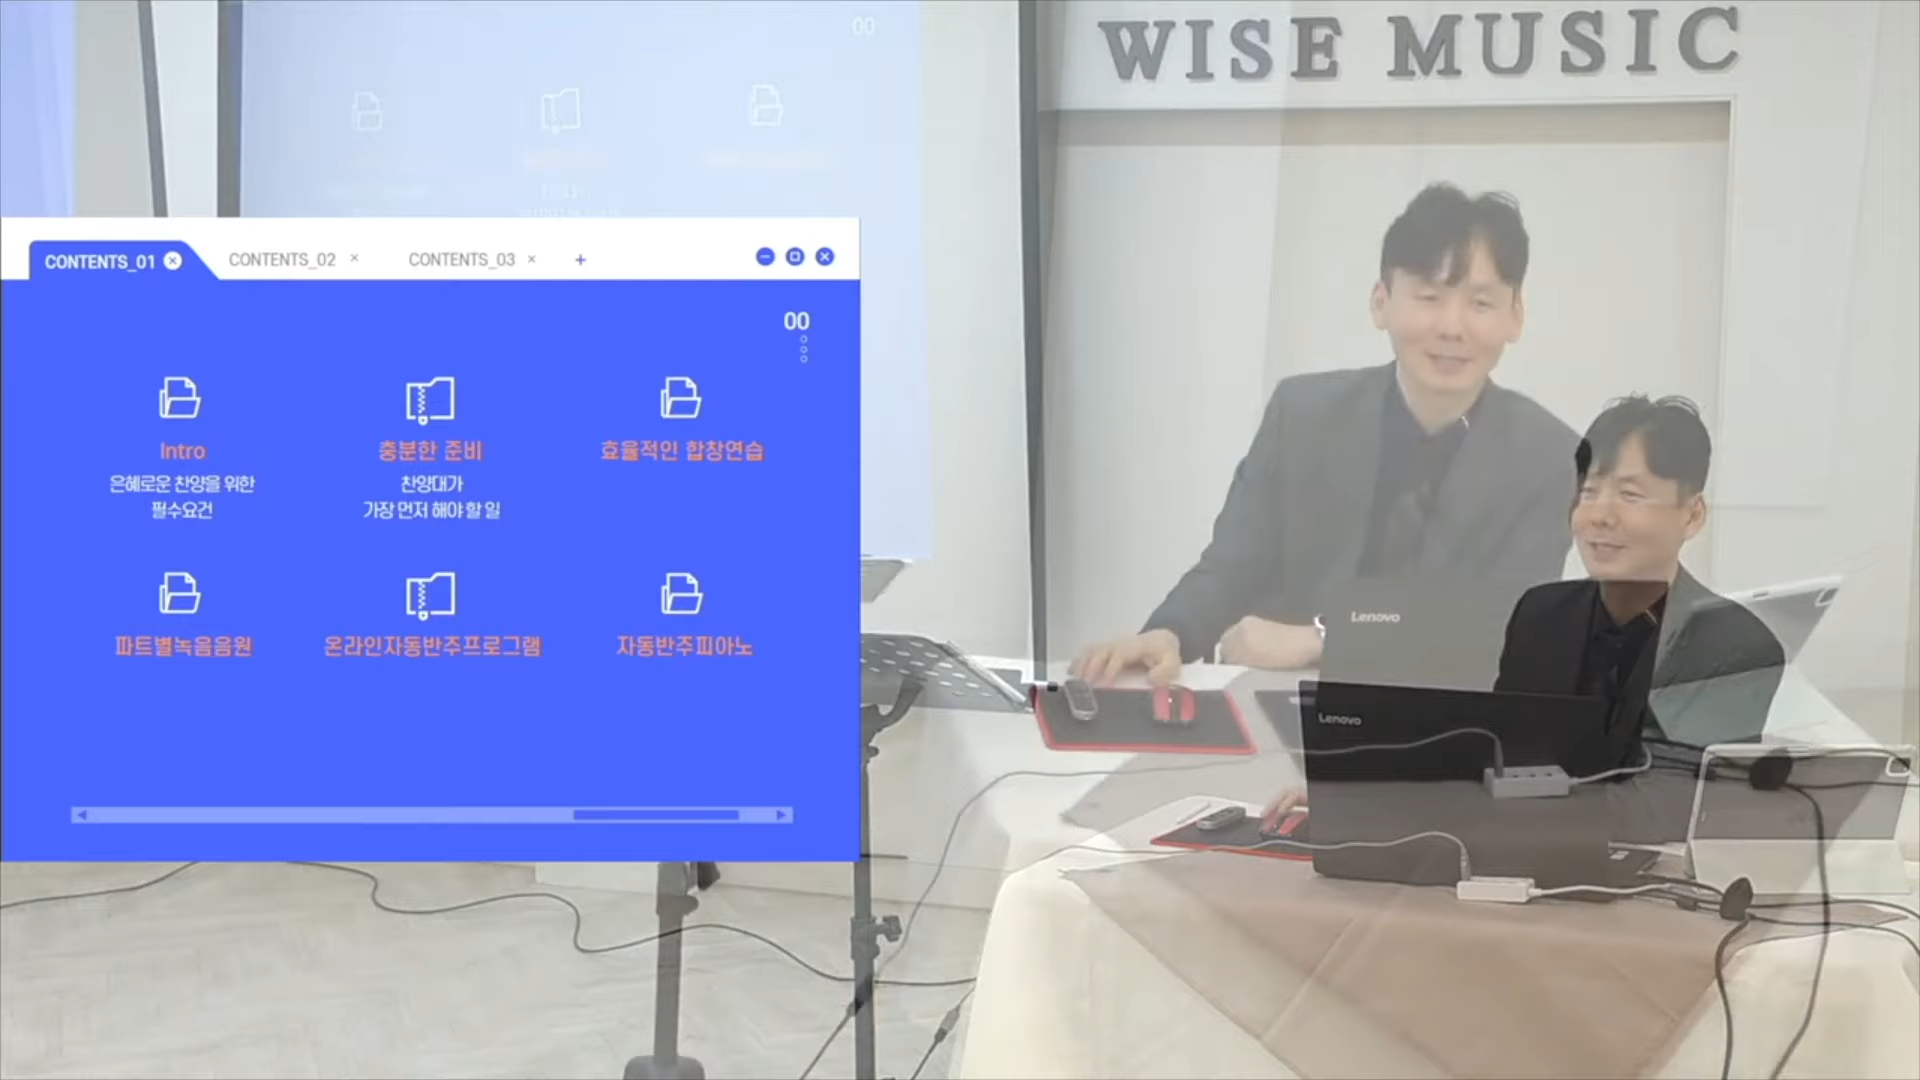 WISE MUSIC
00
CONTENTS_01
CONTENTS_02
CONTENTS_03
00
Intro
은혜로운 찬양을 위한
필수요건
충분한 준비
찬양대가
가장 먼저 해야 할 일
효율적인 합창연습
파트별녹음음원
온라인자동반주프로그램
자동반주피아노
Lenovo
Lenovo